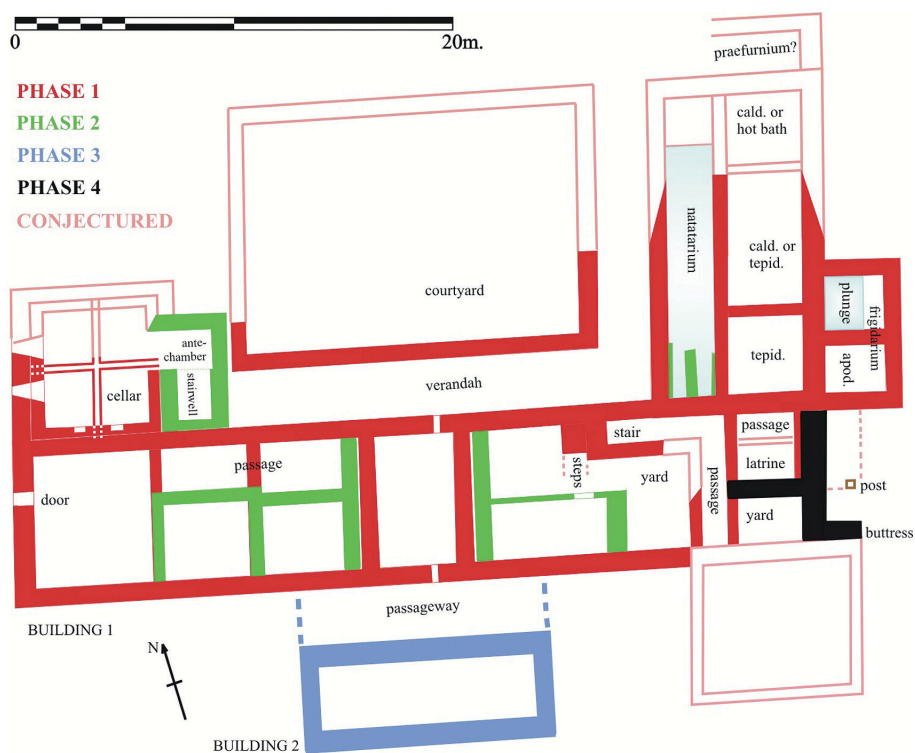 0
20m.
PHASE 1
PHASE 2
PHASE 3
PHASE 4
CONJECTURED
praefurnium?
cald. or
hot bath
natatarium
cald. or
tepid.
plunge
frigidarium
tepid.
apod.
courtyard
ante-
chamber
stairwell
cellar
verandah
door
passage
stair
steps
yard
passage
passage
latrine
yard
post
buttress
passageway
BUILDING 1
N
BUILDING 2